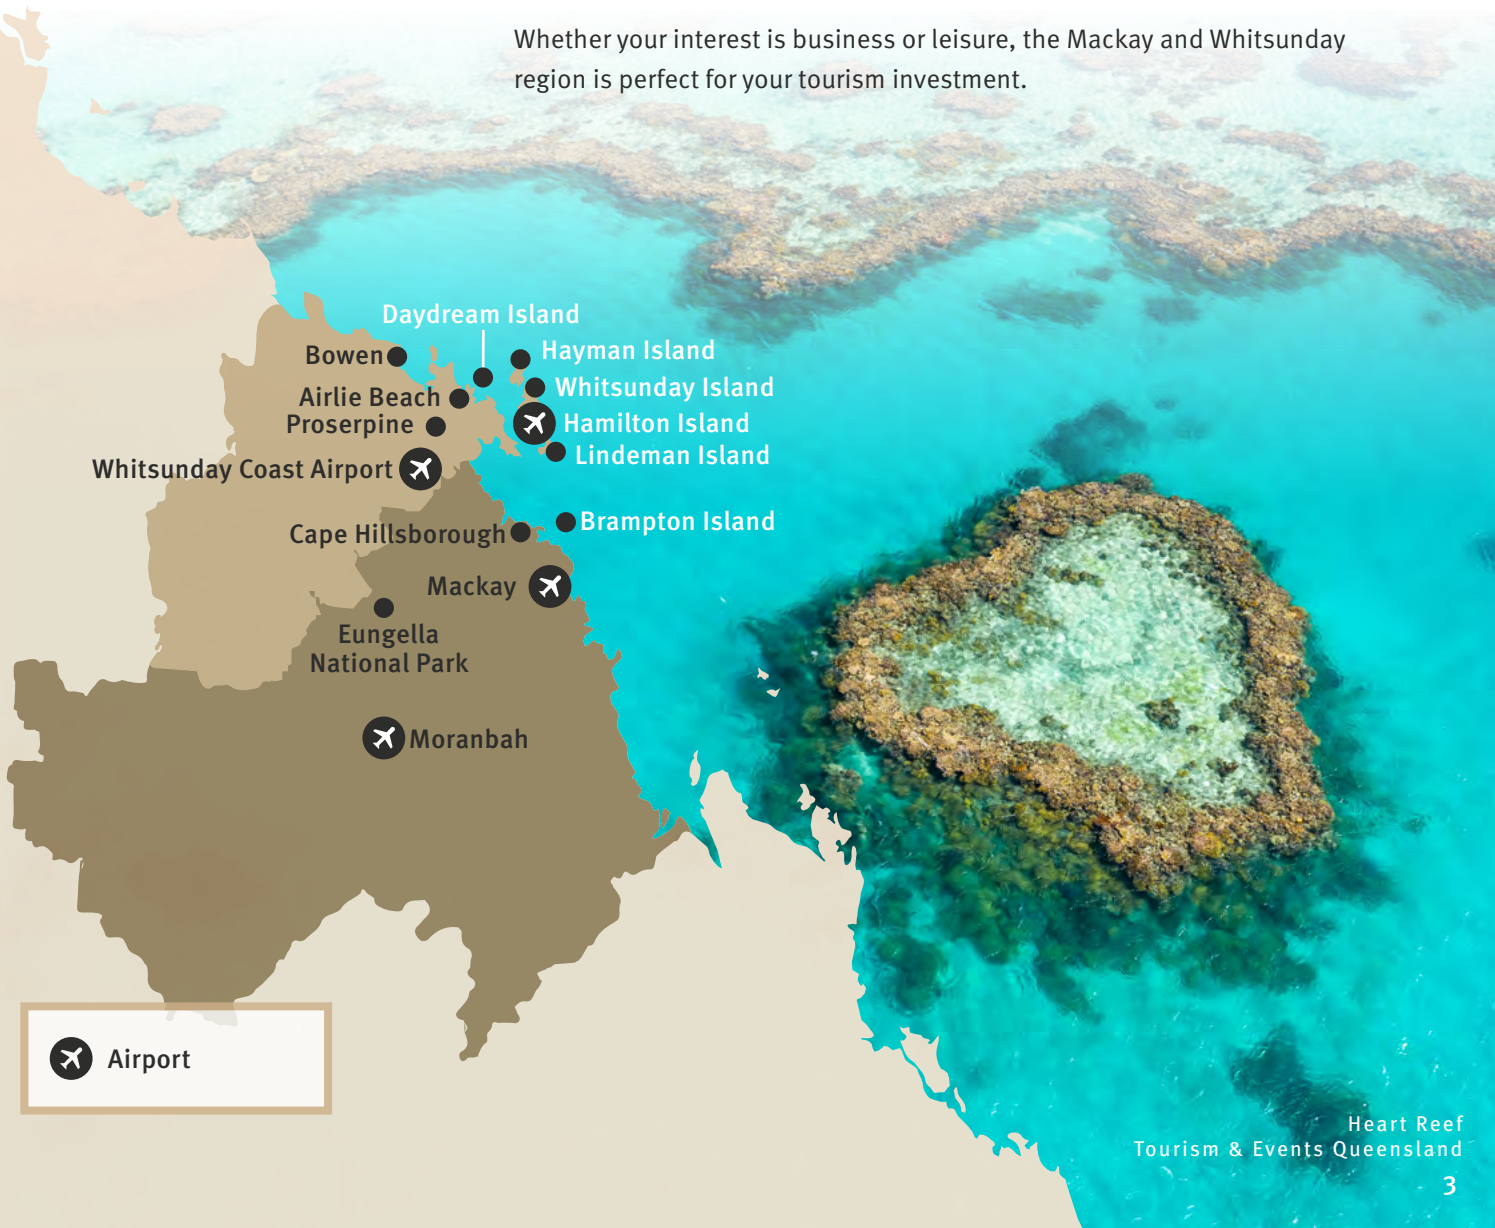 Whether your interest is business or leisure, the Mackay and Whitsunday
region is perfect for your tourism investment.
Daydream Island
Bowen
Hayman Island
Airlie Beach
Whitsunday Island
Proserpine
Hamilton Island
Whitsunday Coast Airport
Lindeman Island
Cape Hillsborough
Brampton Island
Mackay
Eungella
National Park
Moranbah
Airport
Heart Reef
Tourism & Events Queensland
3